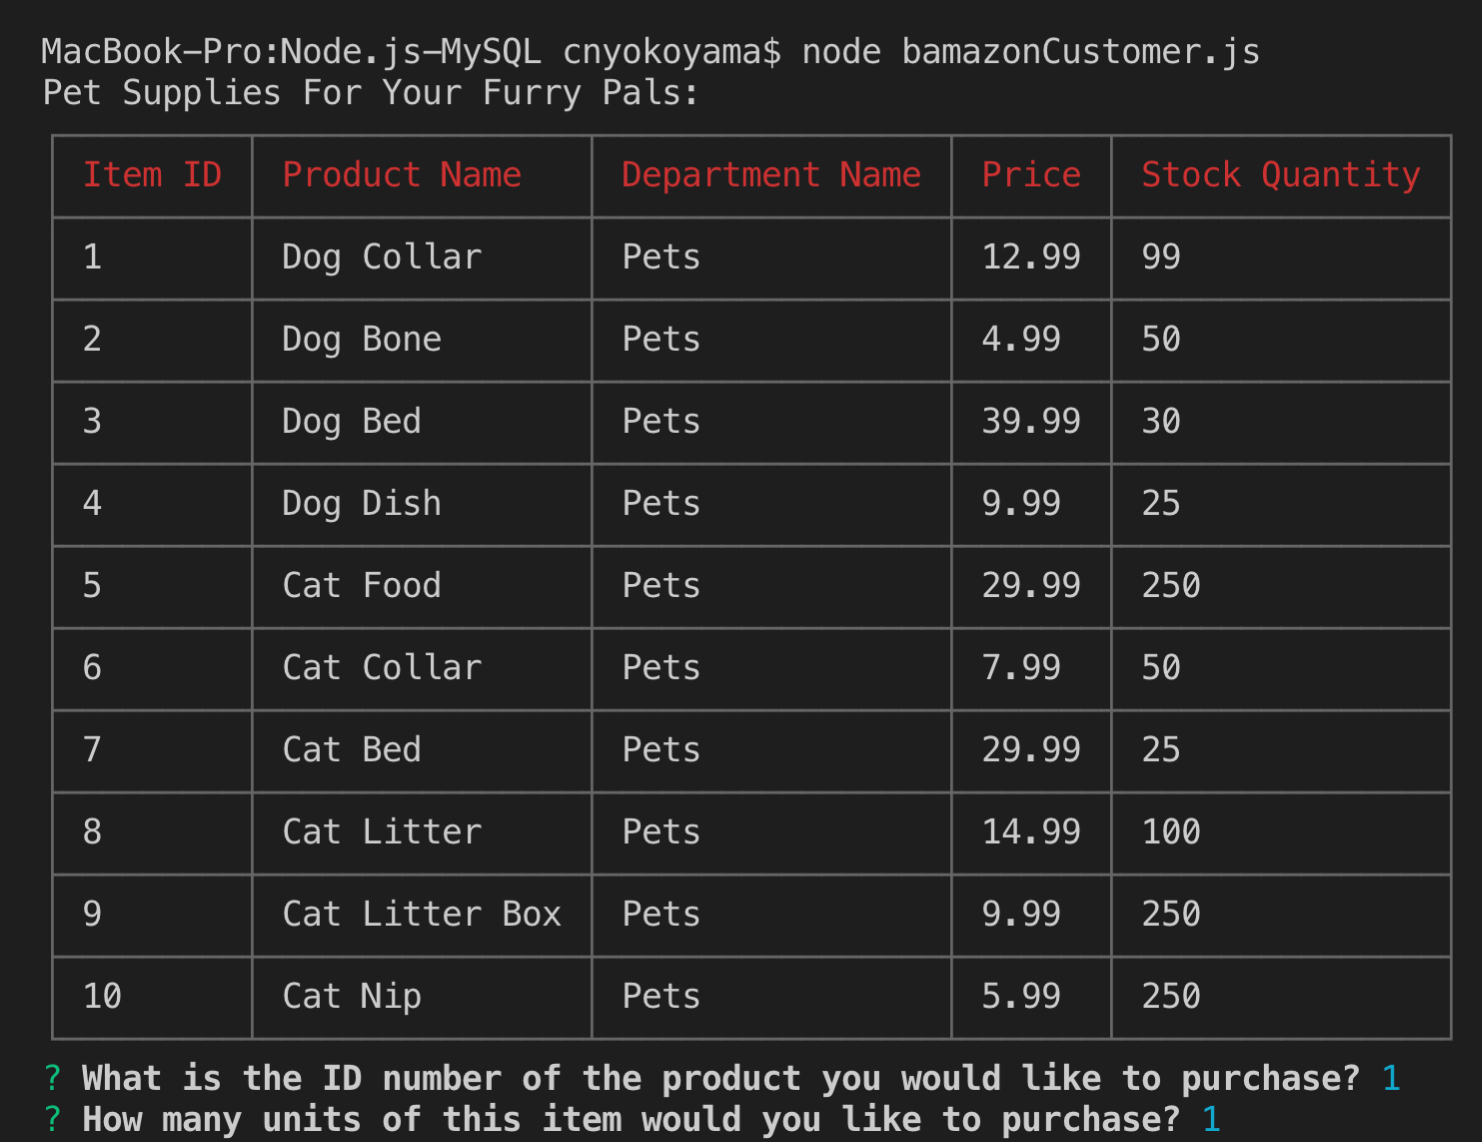 MacBook-Pro:Node.js-MySQL cnyokoyama$ node bamazonCustomer.js
Pet Supplies For Your Furry Pals:
Item ID Product Name Department Name Price Stock Quantity
1 Dog Collar Pets 12.99 99
2 Dog Bone Pets 4.99 50
3 Dog Bed Pets 39.99 30
4 Dog Dish Pets 9.99 25
5 Cat Food Pets 29.99 250
6 Cat Collar Pets 7.99 50
7 Cat Bed Pets 29.99 25
8 Cat Litter Pets 14.99 100
9 Cat Litter Box Pets 9.99 250
10 Cat Nip Pets 5.99 250
? What is the ID number of the product you would like to purchase? 1
? How many units of this item would you like to purchase? 1